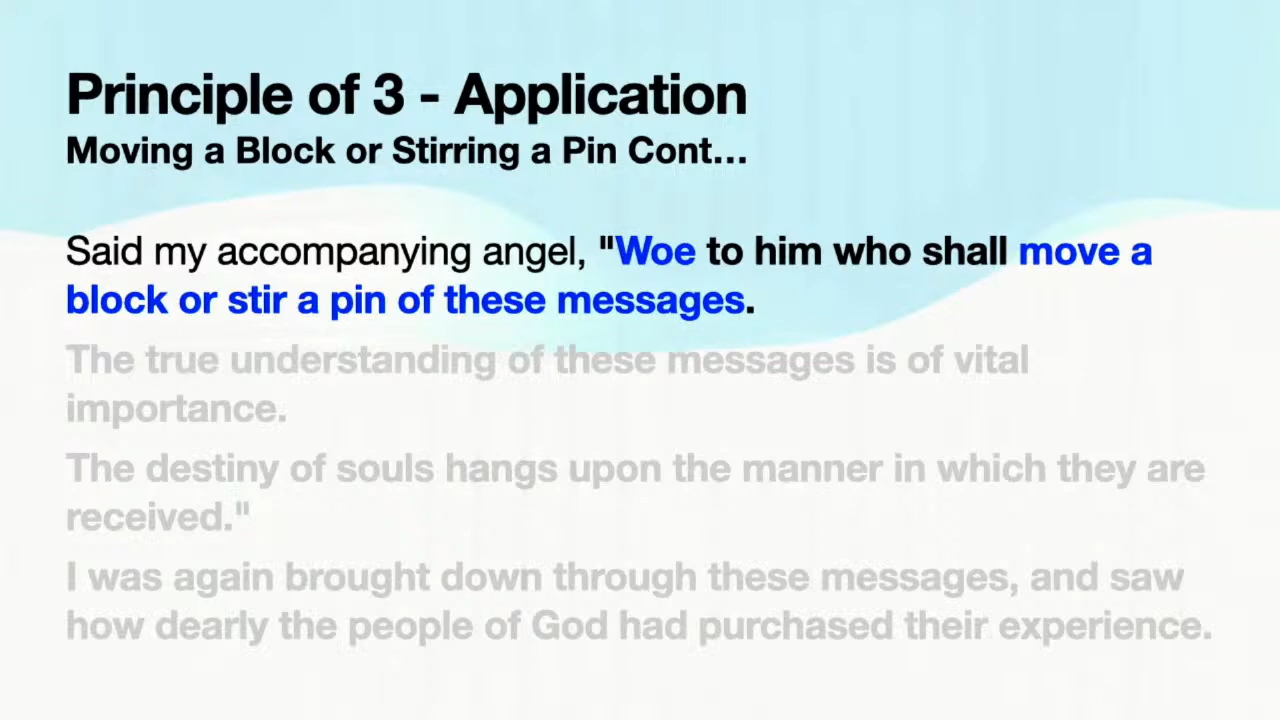 Principle of 3 - Application
Moving a Block or Stirring a Pin Cont...
Said my accompanying angel, "Woe to him who shall move a
block or stir a pin of these messages.
The true understanding of these messages is of vital
importance.
The destiny of souls hangs upon the manner in which they are
received."
I was again brought down through these messages, and saw
how dearly the people of God had purchased their experience.